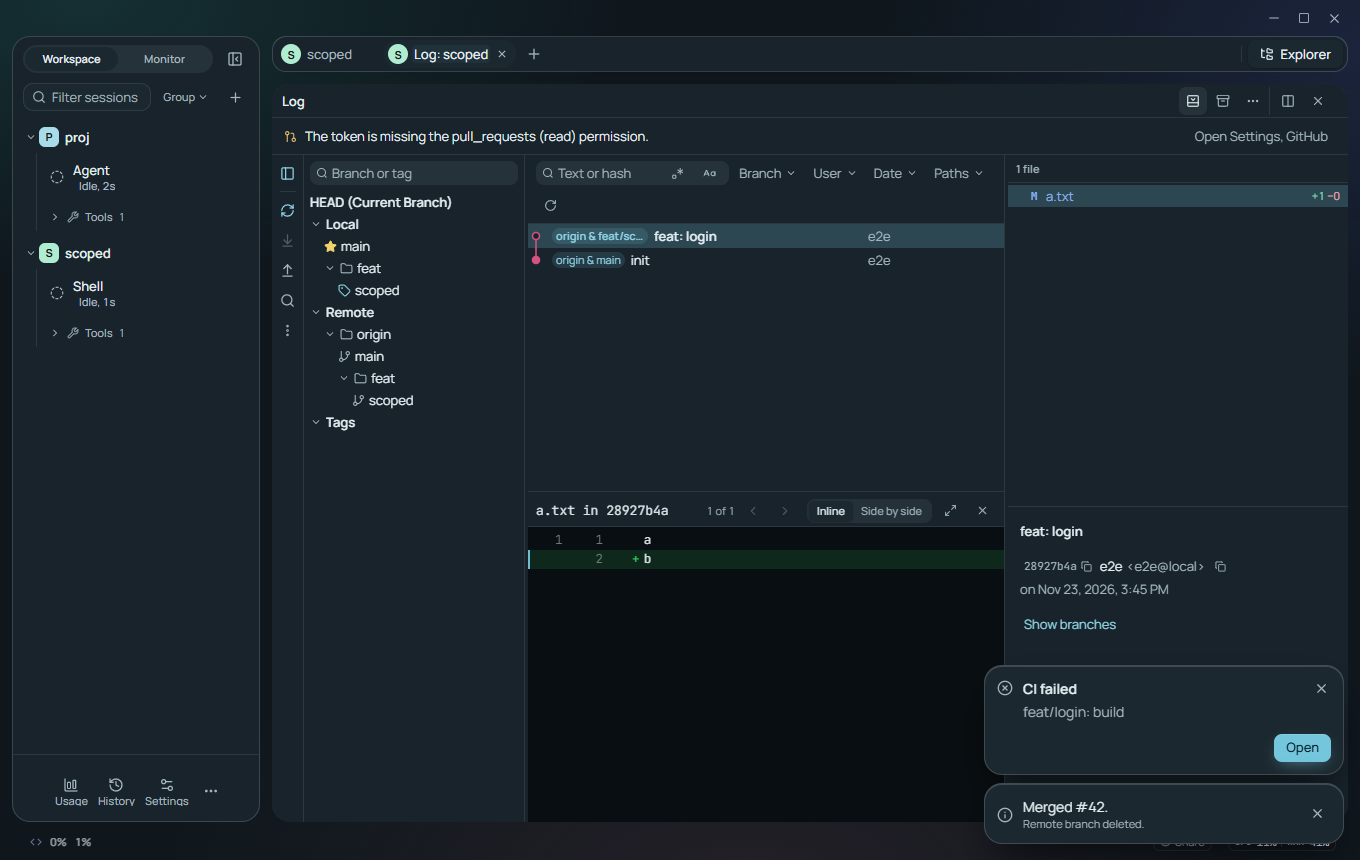 Workspace
Monitor
Filter sessions
Group
P
proj
Agent
Idle, 2s
Tools 1
S
scoped
Shell
Idle, 1s
Tools 1
Usage
History
Settings
0% 1%
S
scoped
S
Log: scoped
Explorer
Log
The token is missing the pull_requests (read) permission.
Open Settings, GitHub
Branch or tag
HEAD (Current Branch)
Local
main
feat
scoped
Remote
origin
main
feat
scoped
Tags
Text or hash
.*
Aa
Branch
User
Date
Paths
origin & feat/sc... feat: login e2e
origin & main init e2e
a.txt in 28927b4a
1 of 1
Inline
Side by side
1 1 a
2 + b
1 file
M a.txt +1 −0
feat: login
28927b4a e2e <e2e@local>
on Nov 23, 2026, 3:45 PM
Show branches
CI failed
feat/login: build
Open
Merged #42.
Remote branch deleted.